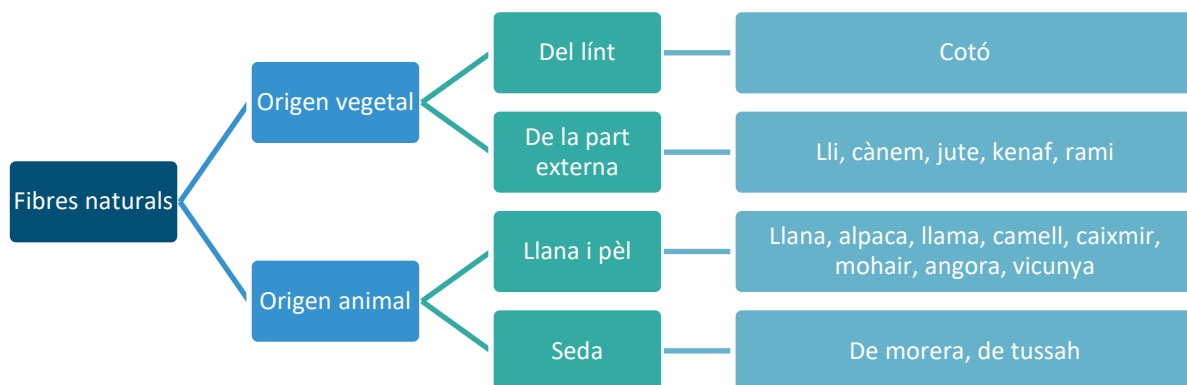 Fibres naturals
Origen vegetal
Del línt
Cotó
De la part
externa
Lli, cànem, jute, kenaf, rami
Origen animal
Llana i pèl
Llana, alpaca, llama, camell, caixmir,
mohair, angora, vicunya
Seda
De morera, de tussah